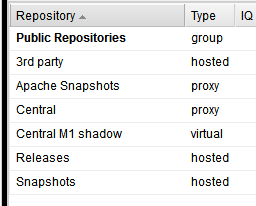 Repository Type IQ
Public Repositories group
3rd party hosted
Apache Snapshots proxy
Central proxy
Central M1 shadow virtual
Releases hosted
Snapshots hosted